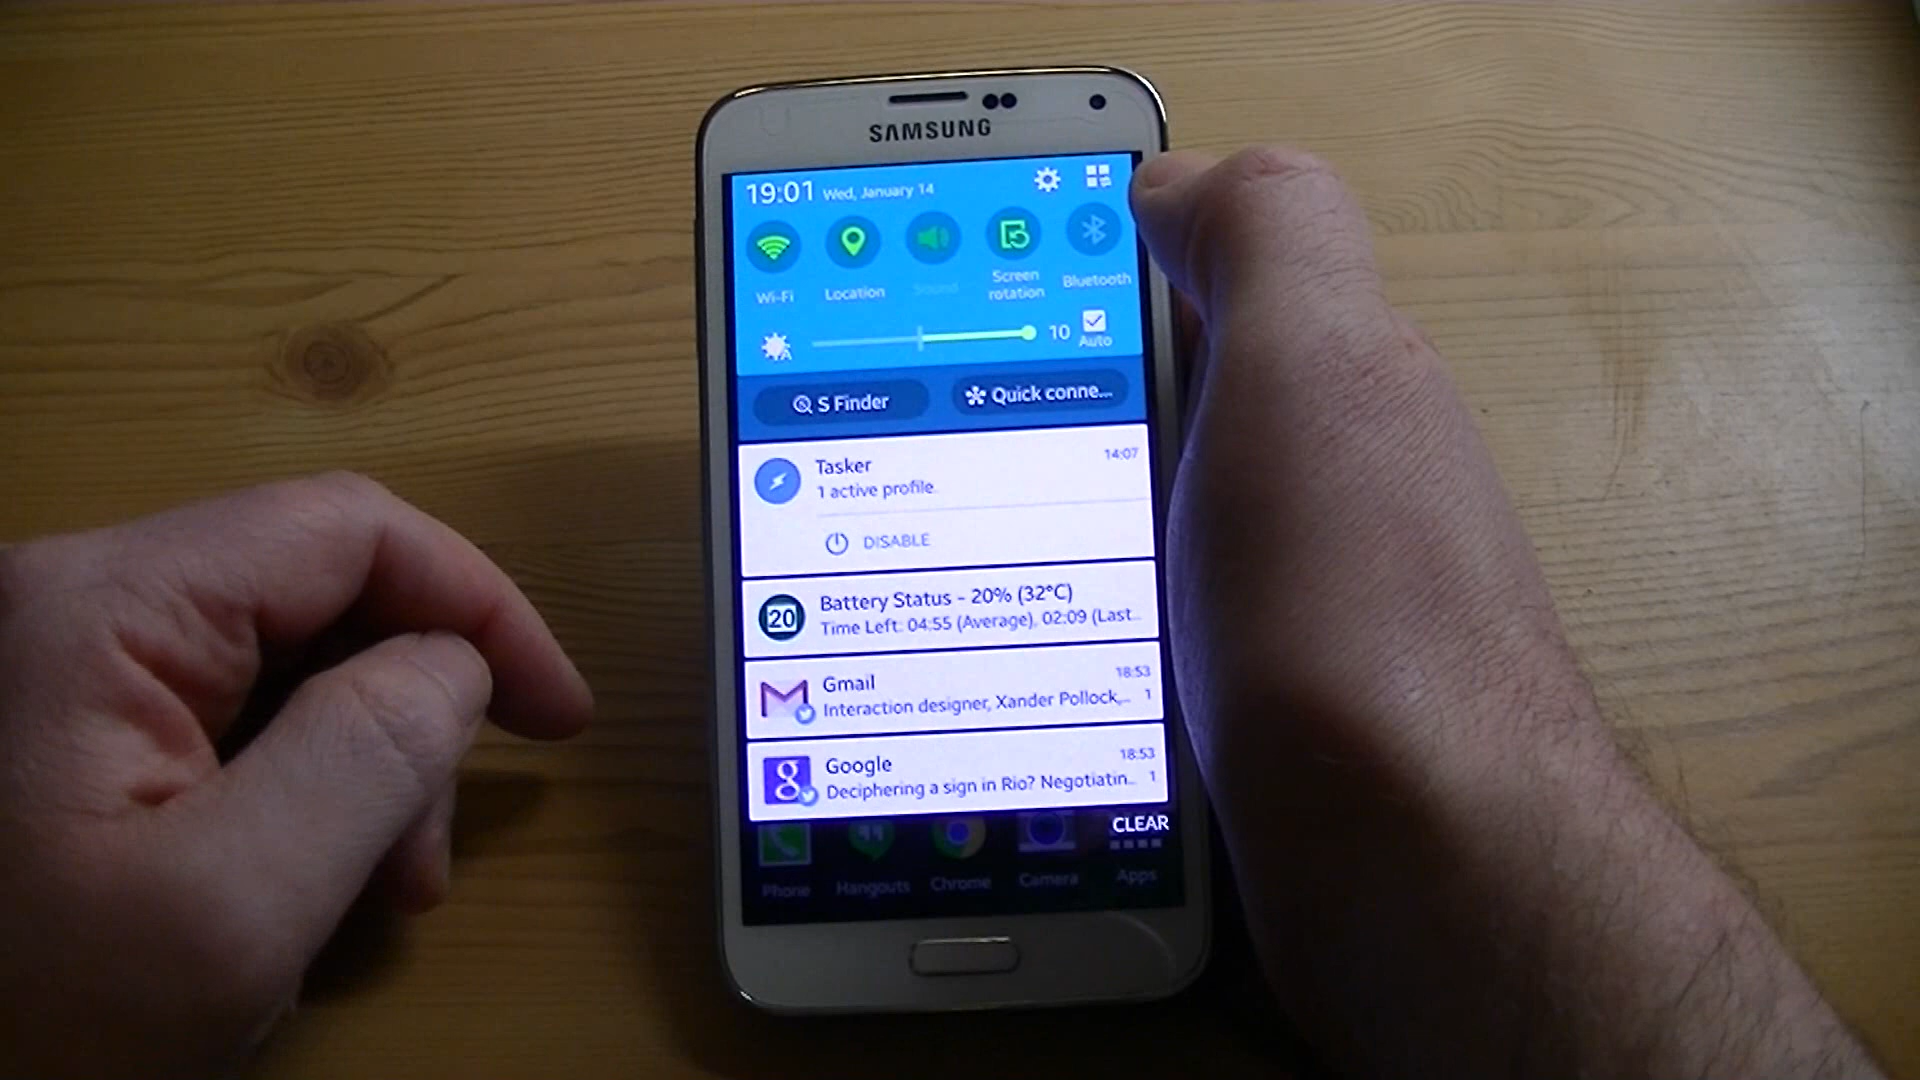 SAMSUNG
19:01 Wed, January 14
Wi-Fi
Location
Sound
Screen
rotation
Bluetooth
10
Auto
S Finder
Quick conne...
Tasker
14:07
1 active profile.
DISABLE
20
Battery Status - 20% (32°C)
Time Left: 04:55 (Average), 02:09 (Last...
Gmail
18:53
Interaction designer, Xander Pollock,... 1
g
Google
18:53
Deciphering a sign in Rio? Negotiatin... 1
CLEAR
Phone
Hangouts
Chrome
Camera
Apps